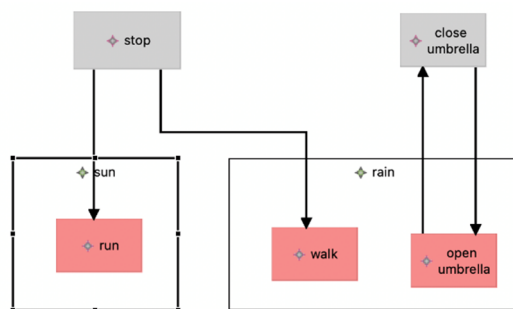 stop
close
umbrella
sun
rain
run
walk
open
umbrella